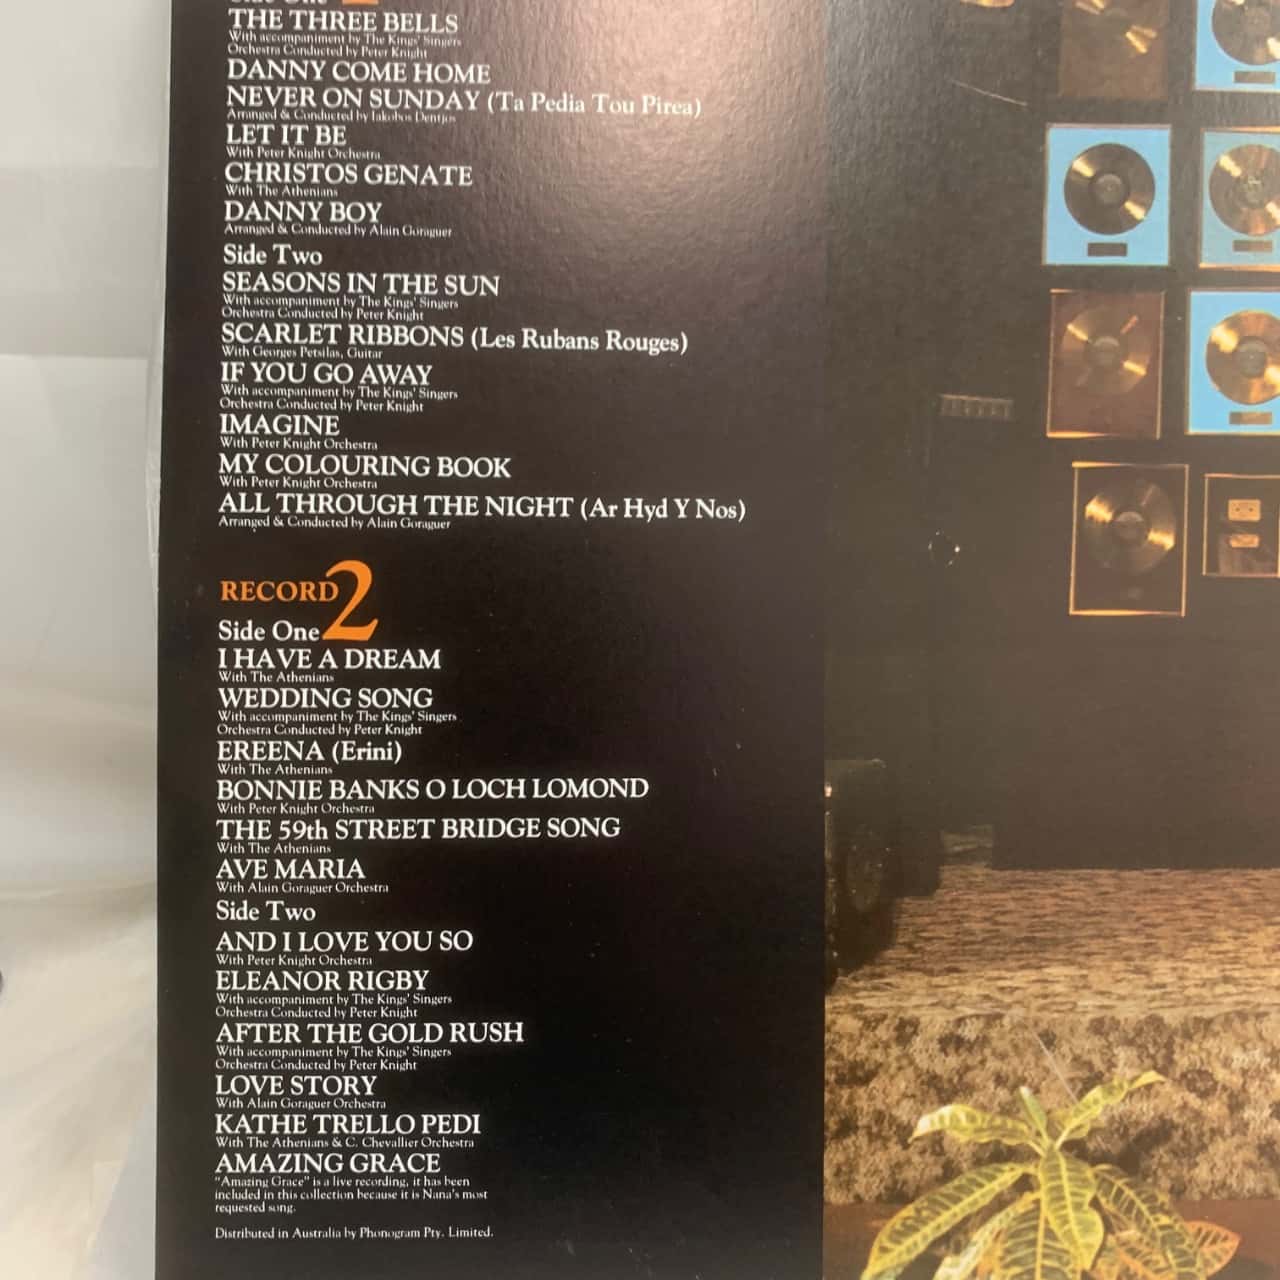 Side One
THE THREE BELLS
With accompaniment by The Kings' Singers
Orchestra Conducted by Peter Knight
DANNY COME HOME
NEVER ON SUNDAY (Ta Pedia Tou Pirea)
Arranged & Conducted by Iakobos Dentjos
LET IT BE
With Peter Knight Orchestra
CHRISTOS GENATE
With The Athenians
DANNY BOY
Arranged & Conducted by Alain Goraguer
Side Two
SEASONS IN THE SUN
With accompaniment by The Kings' Singers
Orchestra Conducted by Peter Knight
SCARLET RIBBONS (Les Rubans Rouges)
With Georges Petsilas, Guitar
IF YOU GO AWAY
With accompaniment by The Kings' Singers
Orchestra Conducted by Peter Knight
IMAGINE
With Peter Knight Orchestra
MY COLOURING BOOK
With Peter Knight Orchestra
ALL THROUGH THE NIGHT (Ar Hyd Y Nos)
Arranged & Conducted by Alain Goraguer
RECORD 2
Side One
I HAVE A DREAM
With The Athenians
WEDDING SONG
With accompaniment by The Kings' Singers
Orchestra Conducted by Peter Knight
EREENA (Erini)
With The Athenians
BONNIE BANKS O LOCH LOMOND
With Peter Knight Orchestra
THE 59th STREET BRIDGE SONG
With The Athenians
AVE MARIA
With Alain Goraguer Orchestra
Side Two
AND I LOVE YOU SO
With Peter Knight Orchestra
ELEANOR RIGBY
With accompaniment by The Kings' Singers
Orchestra Conducted by Peter Knight
AFTER THE GOLD RUSH
With accompaniment by The Kings' Singers
Orchestra Conducted by Peter Knight
LOVE STORY
With Alain Goraguer Orchestra
KATHE TRELLO PEDI
With The Athenians & C. Chevallier Orchestra
AMAZING GRACE
"Amazing Grace" is a live recording, it has been
included in this collection because it is Nana's most
requested song.
Distributed in Australia by Phonogram Pty. Limited.